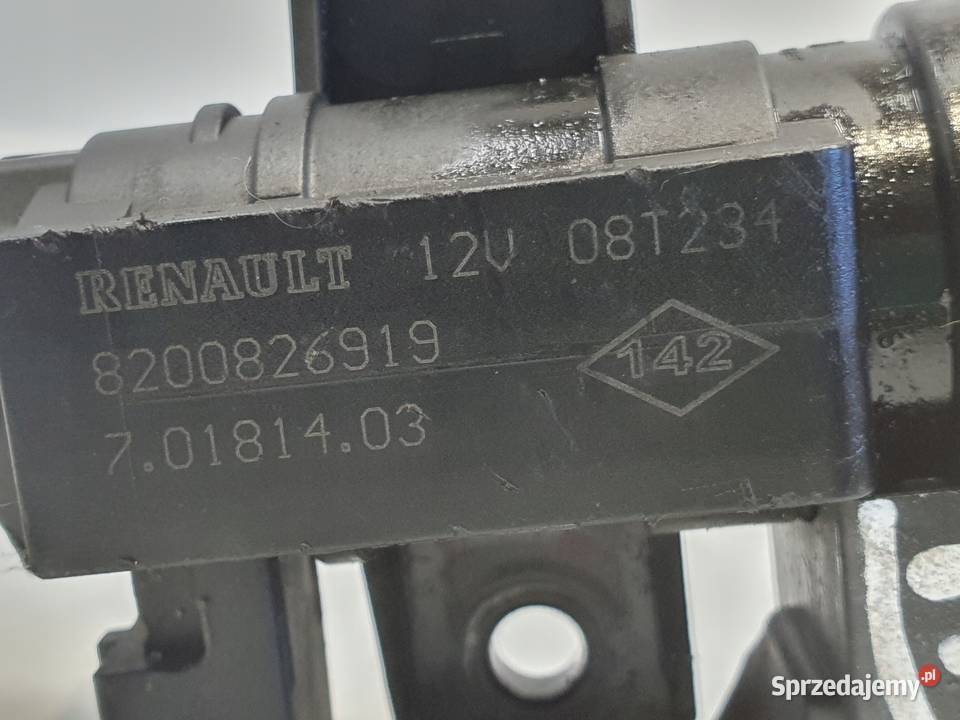 RENAULT 12V 08T234
8200826919
142
7.01814.03
Sprzedajemy.pl